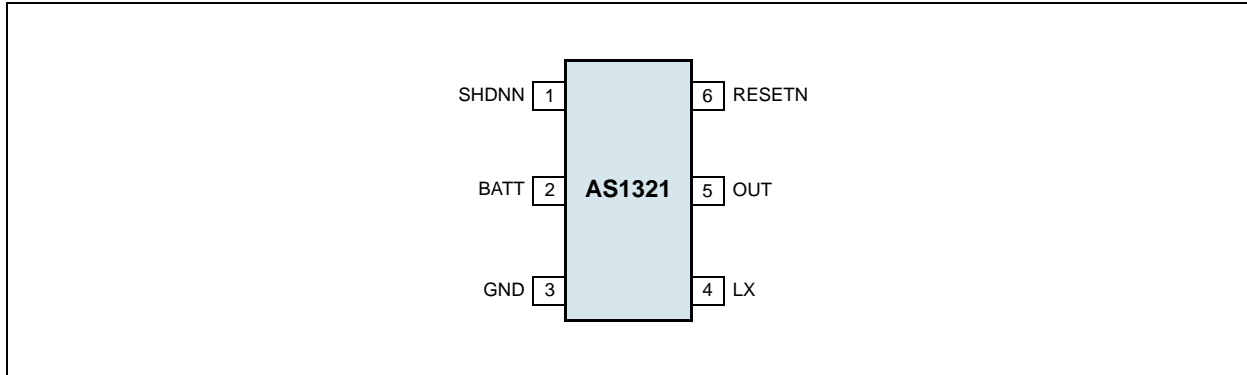 SHDNN 1 6 RESETN
BATT 2 AS1321 5 OUT
GND 3 4 LX